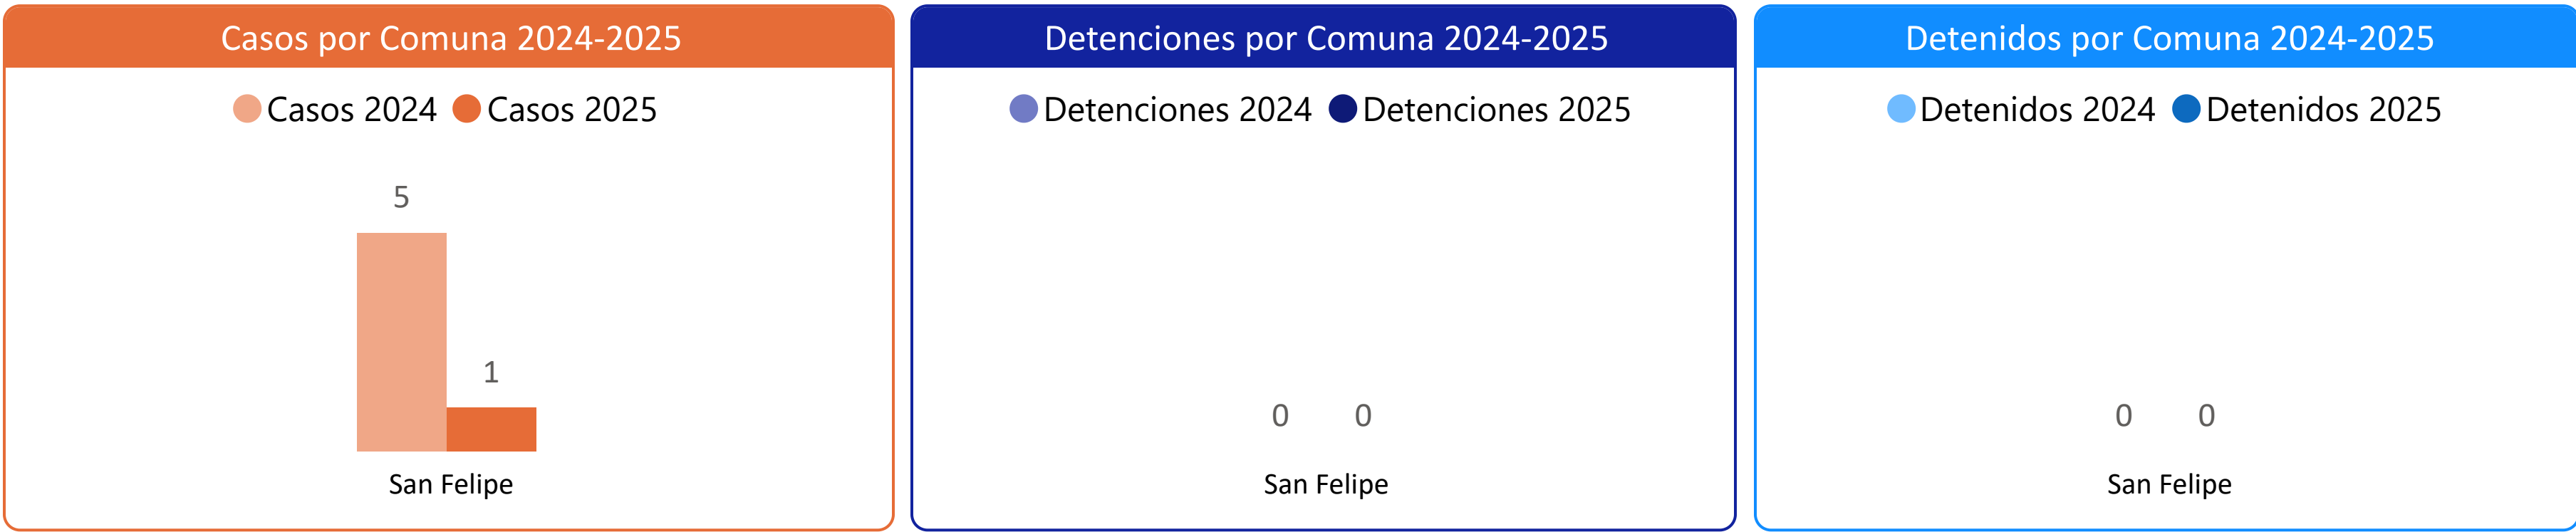 Casos por Comuna 2024-2025
Casos 2024 Casos 2025
5
1
San Felipe
Detenciones por Comuna 2024-2025
Detenciones 2024 Detenciones 2025
0 0
San Felipe
Detenidos por Comuna 2024-2025
Detenidos 2024 Detenidos 2025
0 0
San Felipe